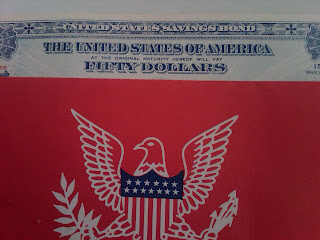 UNITED STATES SAVINGS BOND
THE UNITED STATES OF AMERICA
AT THE ORIGINAL MATURITY HEREOF WILL PAY
FIFTY DOLLARS